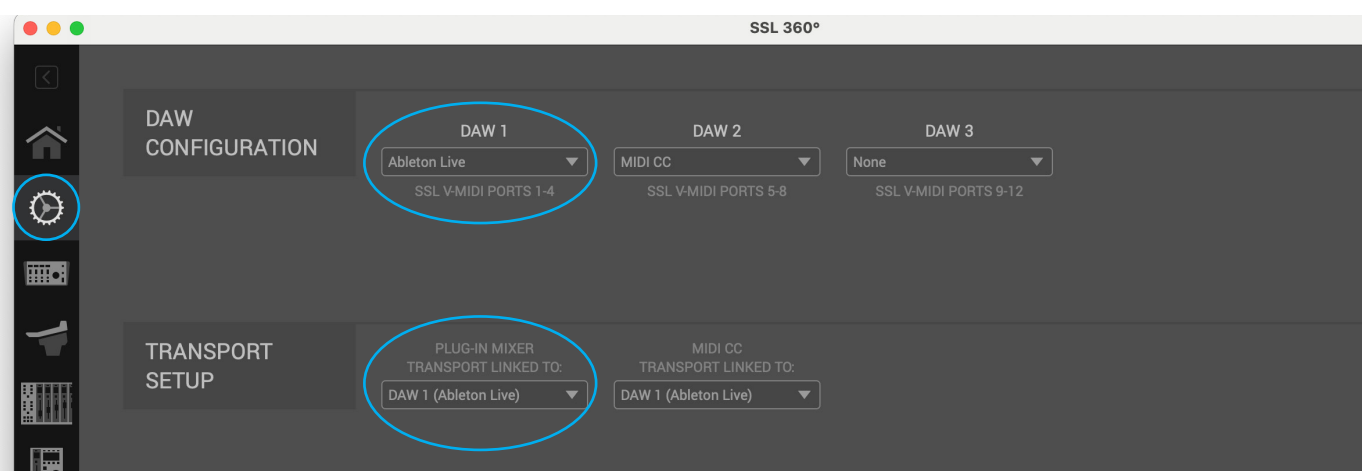 SSL 360°
DAW
CONFIGURATION
DAW 1
Ableton Live
SSL V-MIDI PORTS 1-4
DAW 2
MIDI CC
SSL V-MIDI PORTS 5-8
DAW 3
None
SSL V-MIDI PORTS 9-12
TRANSPORT
SETUP
PLUG-IN MIXER
TRANSPORT LINKED TO:
DAW 1 (Ableton Live)
MIDI CC
TRANSPORT LINKED TO:
DAW 1 (Ableton Live)